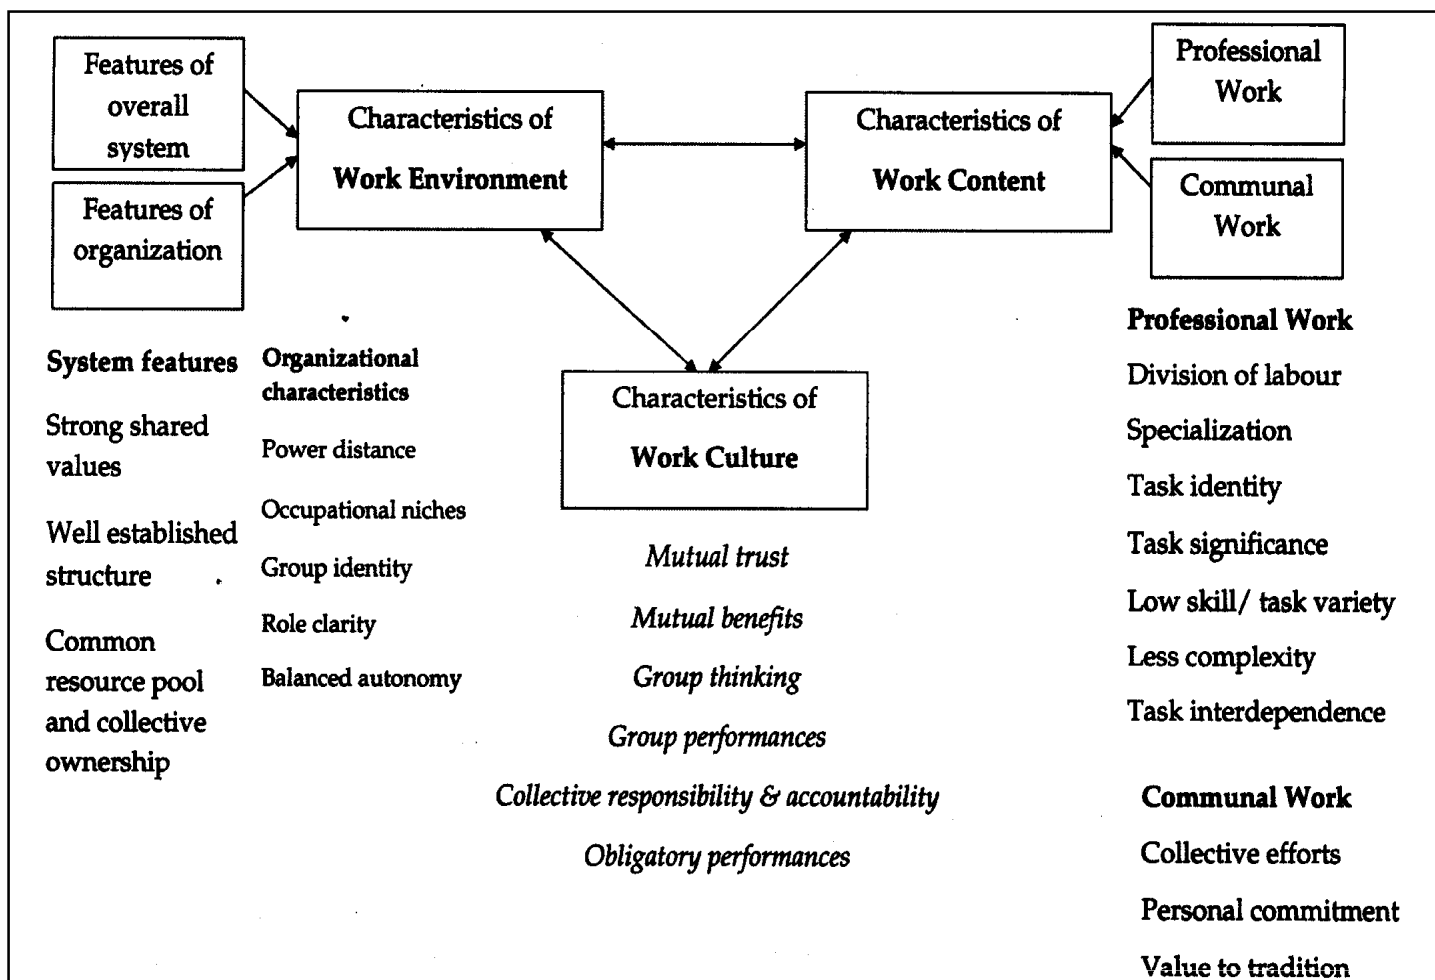 Features of
overall
system
Features of
organization
Characteristics of
Work Environment
Characteristics of
Work Content
Professional
Work
Communal
Work
Characteristics of
Work Culture
System features
Strong shared
values
Well established
structure
Common
resource pool
and collective
ownership
Organizational
characteristics
Power distance
Occupational niches
Group identity
Role clarity
Balanced autonomy
Mutual trust
Mutual benefits
Group thinking
Group performances
Collective responsibility & accountability
Obligatory performances
Professional Work
Division of labour
Specialization
Task identity
Task significance
Low skill/ task variety
Less complexity
Task interdependence
Communal Work
Collective efforts
Personal commitment
Value to tradition